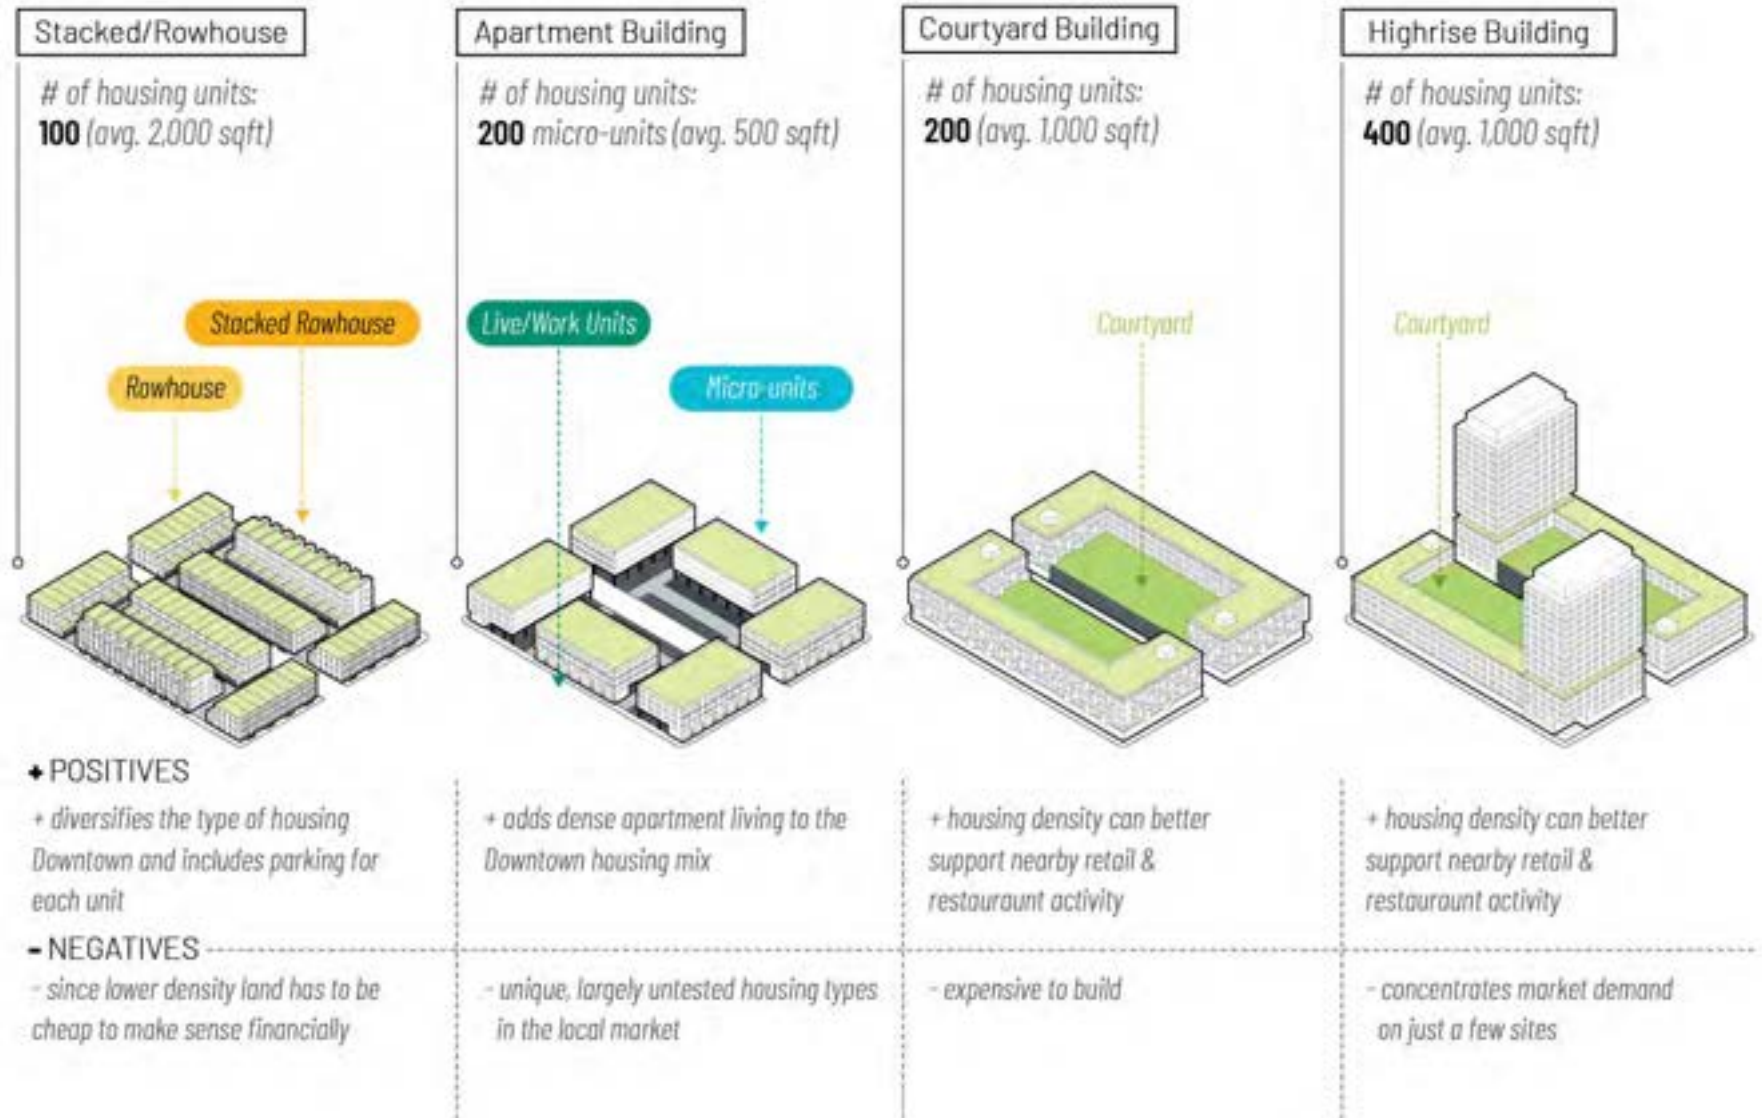 Stacked/Rowhouse
# of housing units:
100 (avg. 2,000 sqft)
Stacked Rowhouse
Rowhouse
Apartment Building
# of housing units:
200 micro-units (avg. 500 sqft)
Live/Work Units
Micro-units
Courtyard Building
# of housing units:
200 (avg. 1,000 sqft)
Courtyard
Highrise Building
# of housing units:
400 (avg. 1,000 sqft)
Courtyard
+ POSITIVES
+ diversifies the type of housing
Downtown and includes parking for
each unit
+ adds dense apartment living to the
Downtown housing mix
+ housing density can better
support nearby retail &
restauraunt activity
+ housing density can better
support nearby retail &
restauraunt activity
- NEGATIVES
- since lower density land has to be
cheap to make sense financially
- unique, largely untested housing types
in the local market
- expensive to build
- concentrates market demand
on just a few sites